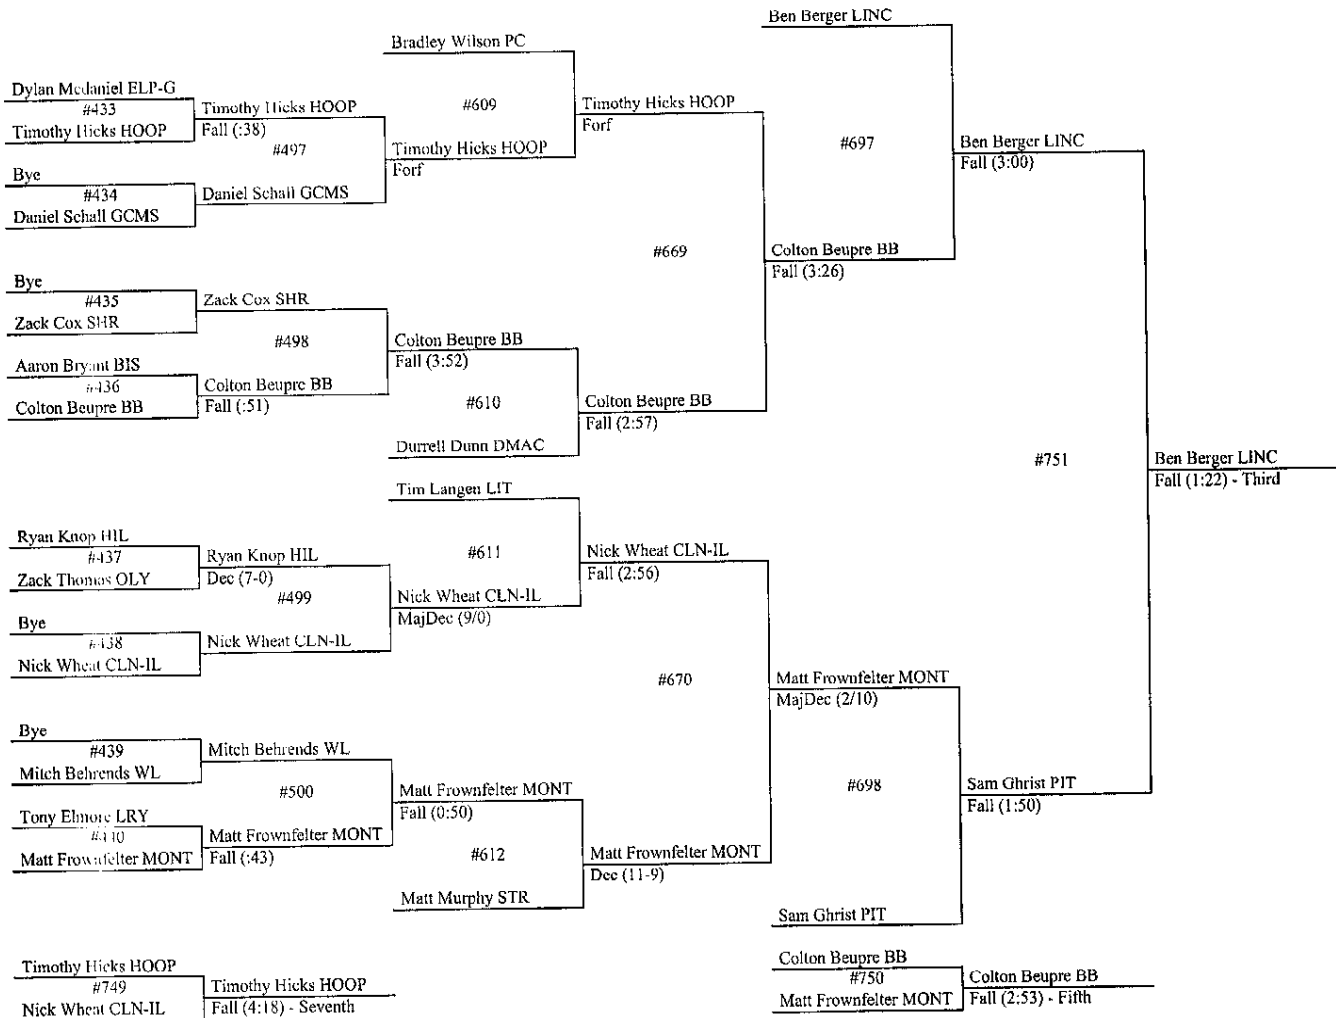 Ben Berger LINC
Bradley Wilson PC
Dylan Mcdaniel ELP-G
#433
Timothy Hicks HOOP
Timothy Hicks HOOP
Fall (:38)
#497
#609
Timothy Hicks HOOP
Forf
Timothy Hicks HOOP
Forf
#697
Ben Berger LINC
Fall (3:00)
Bye
#434
Daniel Schall GCMS
Daniel Schall GCMS
#669
Colton Beupre BB
Fall (3:26)
Bye
#435
Zack Cox SHR
Zack Cox SHR
#498
Colton Beupre BB
Fall (3:52)
Aaron Bryant BIS
#436
Colton Beupre BB
Colton Beupre BB
Fall (:51)
#610
Colton Beupre BB
Fall (2:57)
Durrell Dunn DMAC
#751
Ben Berger LINC
Fall (1:22) - Third
Tim Langen LIT
Ryan Knop HIL
#437
Zack Thomas OLY
Ryan Knop HIL
Dec (7-0)
#611
Nick Wheat CLN-IL
Fall (2:56)
#499
Nick Wheat CLN-IL
MajDec (9/0)
Bye
#438
Nick Wheat CLN-IL
Nick Wheat CLN-IL
#670
Matt Frownfelter MONT
MajDec (2/10)
Bye
#439
Mitch Behrends WL
Mitch Behrends WL
#500
Matt Frownfelter MONT
Fall (0:50)
#698
Sam Ghrist PIT
Fall (1:50)
Tony Elmore LRY
#440
Matt Frownfelter MONT
Matt Frownfelter MONT
Fall (:43)
#612
Matt Frownfelter MONT
Dec (11-9)
Matt Murphy STR
Sam Ghrist PIT
Timothy Hicks HOOP
#749
Nick Wheat CLN-IL
Timothy Hicks HOOP
Fall (4:18) - Seventh
Colton Beupre BB
#750
Matt Frownfelter MONT
Colton Beupre BB
Fall (2:53) - Fifth